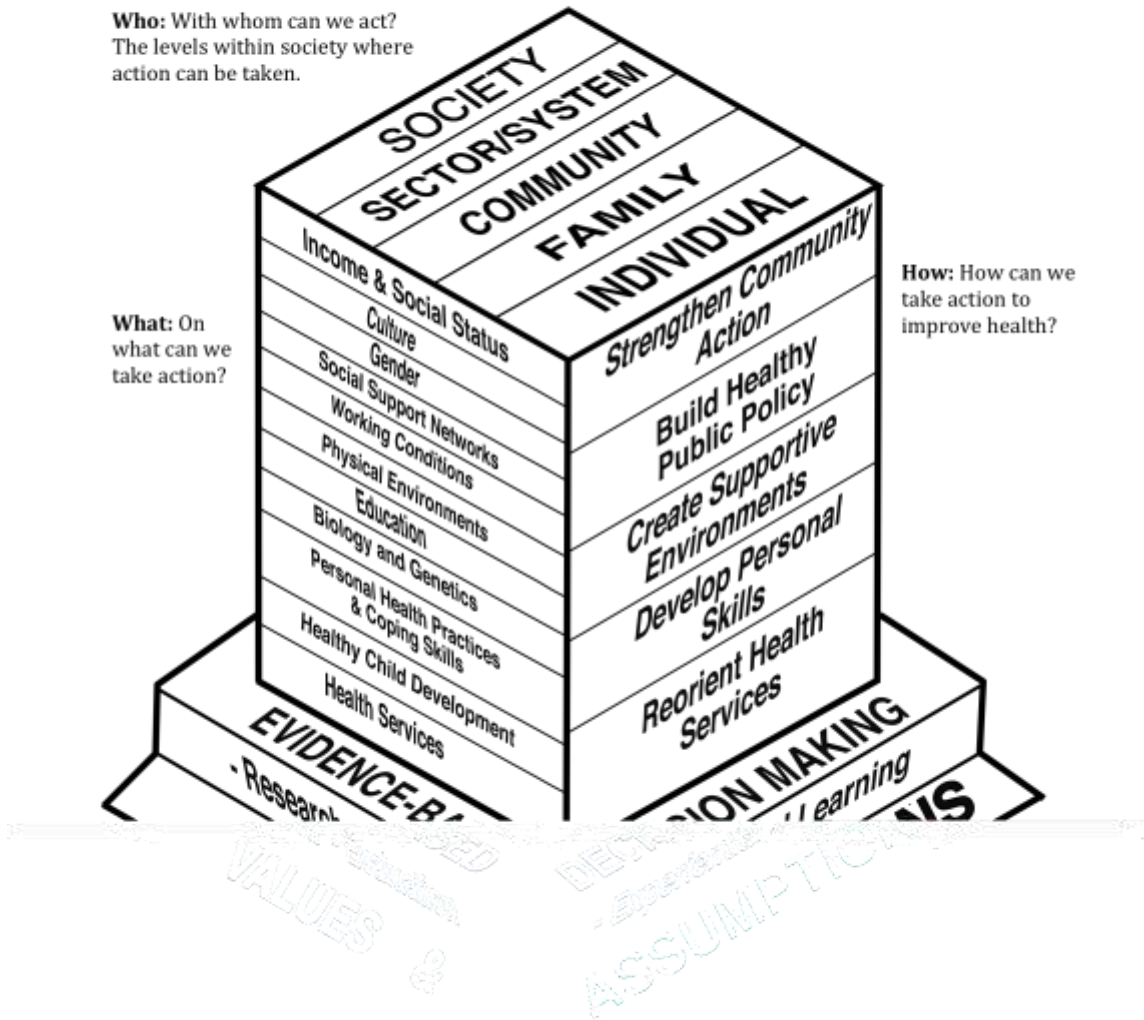 Who: With whom can we act?
The levels within society where
action can be taken.
SOCIETY
SECTOR/SYSTEM
COMMUNITY
FAMILY
INDIVIDUAL
What: On
what can we
take action?
Income & Social Status
Culture
Gender
Social Support Networks
Working Conditions
Physical Environments
Education
Biology and Genetics
Personal Health Practices
& Coping Skills
Healthy Child Development
Health Services
How: How can we
take action to
improve health?
Strengthen Community
Action
Build Healthy
Public Policy
Create Supportive
Environments
Develop Personal
Skills
Reorient Health
Services
EVIDENCE-BASED
- Research
VALUES &
DECISION MAKING
Learning
ASSUMPTIONS